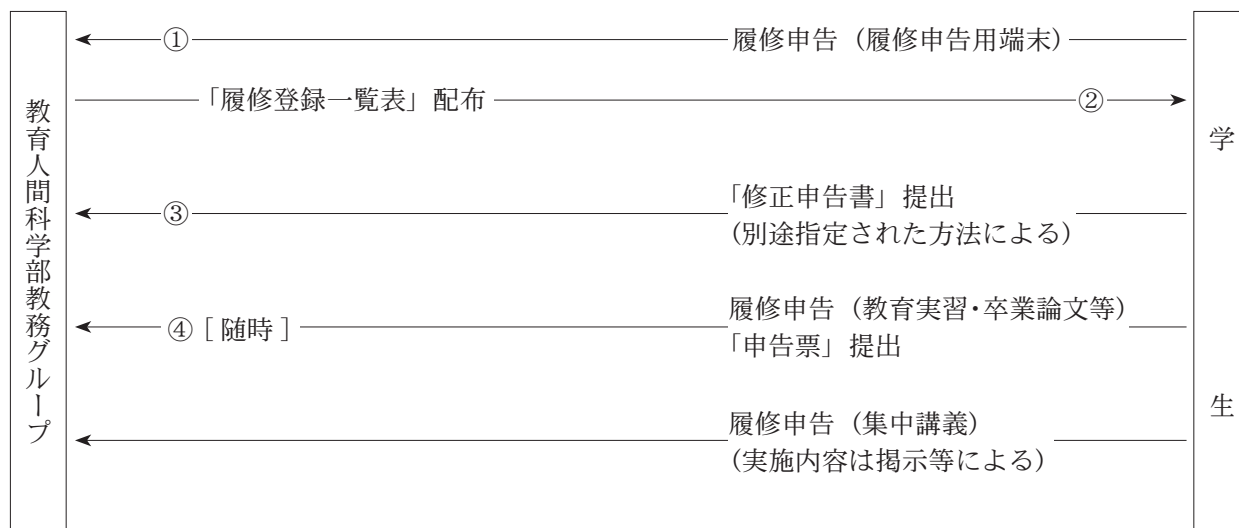 教育人間科学部教務グループ
① 履修申告（履修申告用端末）
「履修登録一覧表」配布 ②
③ 「修正申告書」提出
（別途指定された方法による）
④［随時］ 履修申告（教育実習・卒業論文等）
「申告票」提出
履修申告（集中講義）
（実施内容は掲示等による）
学生